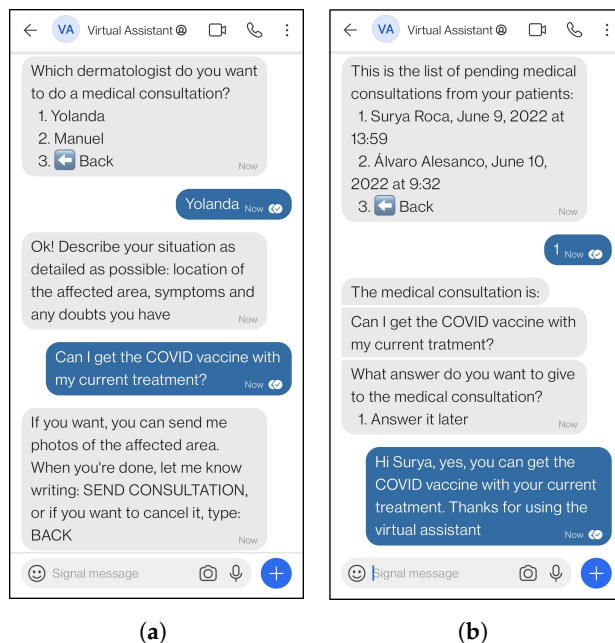 VA Virtual Assistant
Which dermatologist do you want
to do a medical consultation?
1. Yolanda
2. Manuel
3. Back
Now
Yolanda Now
Ok! Describe your situation as
detailed as possible: location of
the affected area, symptoms and
any doubts you have
Now
Can I get the COVID vaccine with
my current treatment?
Now
If you want, you can send me
photos of the affected area.
When you're done, let me know
writing: SEND CONSULTATION,
or if you want to cancel it, type:
BACK
Now
Signal message
(a)
VA Virtual Assistant
This is the list of pending medical
consultations from your patients:
1. Surya Roca, June 9, 2022 at
13:59
2. Álvaro Alesanco, June 10,
2022 at 9:32
3. Back
Now
1 Now
The medical consultation is:
Can I get the COVID vaccine with
my current tratment?
What answer do you want to give
to the medical consultation?
1. Answer it later
Now
Hi Surya, yes, you can get the
COVID vaccine with your current
treatment. Thanks for using the
virtual assistant
Now
Signal message
(b)